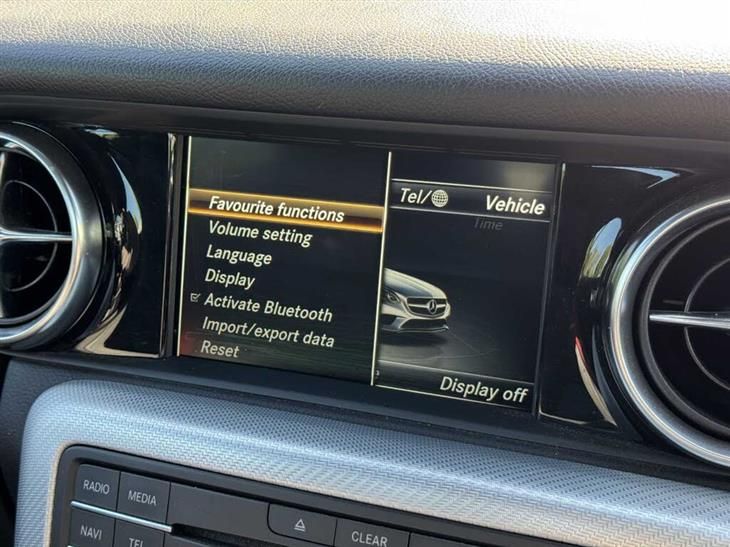 Favourite functions
Volume setting
Language
Display
Activate Bluetooth
Import/export data
Reset
Tel/
Vehicle
Time
Display off
RADIO
MEDIA
NAVI
TEL
CLEAR